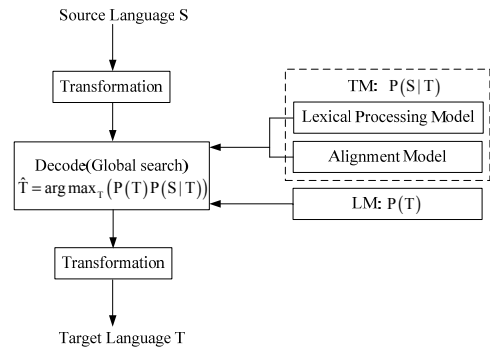 Source Language S
Transformation
TM: P(S|T)
Lexical Processing Model
Alignment Model
Decode(Global search)
T̂ = arg max_T (P(T)P(S|T))
LM: P(T)
Transformation
Target Language T